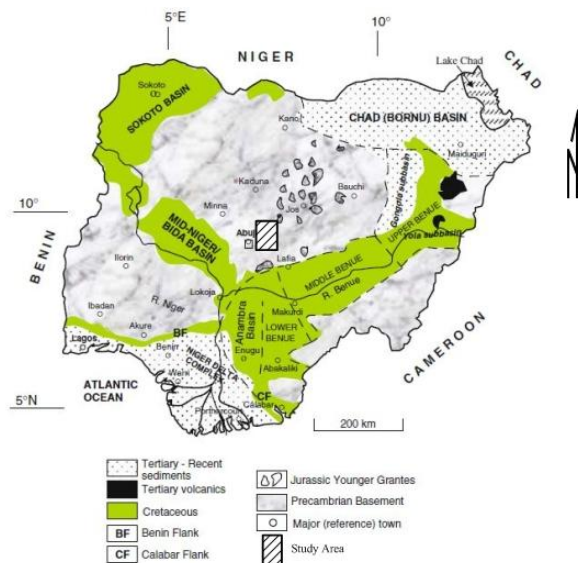 5°E
10°
NIGER
CHAD
Lake Chad
Sokoto
SOKOTO BASIN
Kano
CHAD (BORNU) BASIN
Maiduguri
Kaduna
Gongola subbasin
Bauchi
10°
Minna
Jos
MID-NIGER/
BIDA BASIN
UPPER BENUE
Yola subbasin
BENIN
Ilorin
Lafia
MIDDLE BENUE
R. Benue
Lokoja
R. Niger
Makurdi
Ibadan
Anambra
Basin
LOWER
BENUE
CAMEROON
Akure
BF
Lagos
Benin
Enugu
Abakaliki
NIGER DELTA
COMPLEX
Warri
ATLANTIC
OCEAN
CF
Calabar
5°N
200 km
Tertiary - Recent
sediments
Tertiary volcanics
Cretaceous
BF Benin Flank
CF Calabar Flank
Jurassic Younger Grantes
Precambrian Basement
Major (reference) town
Study Area